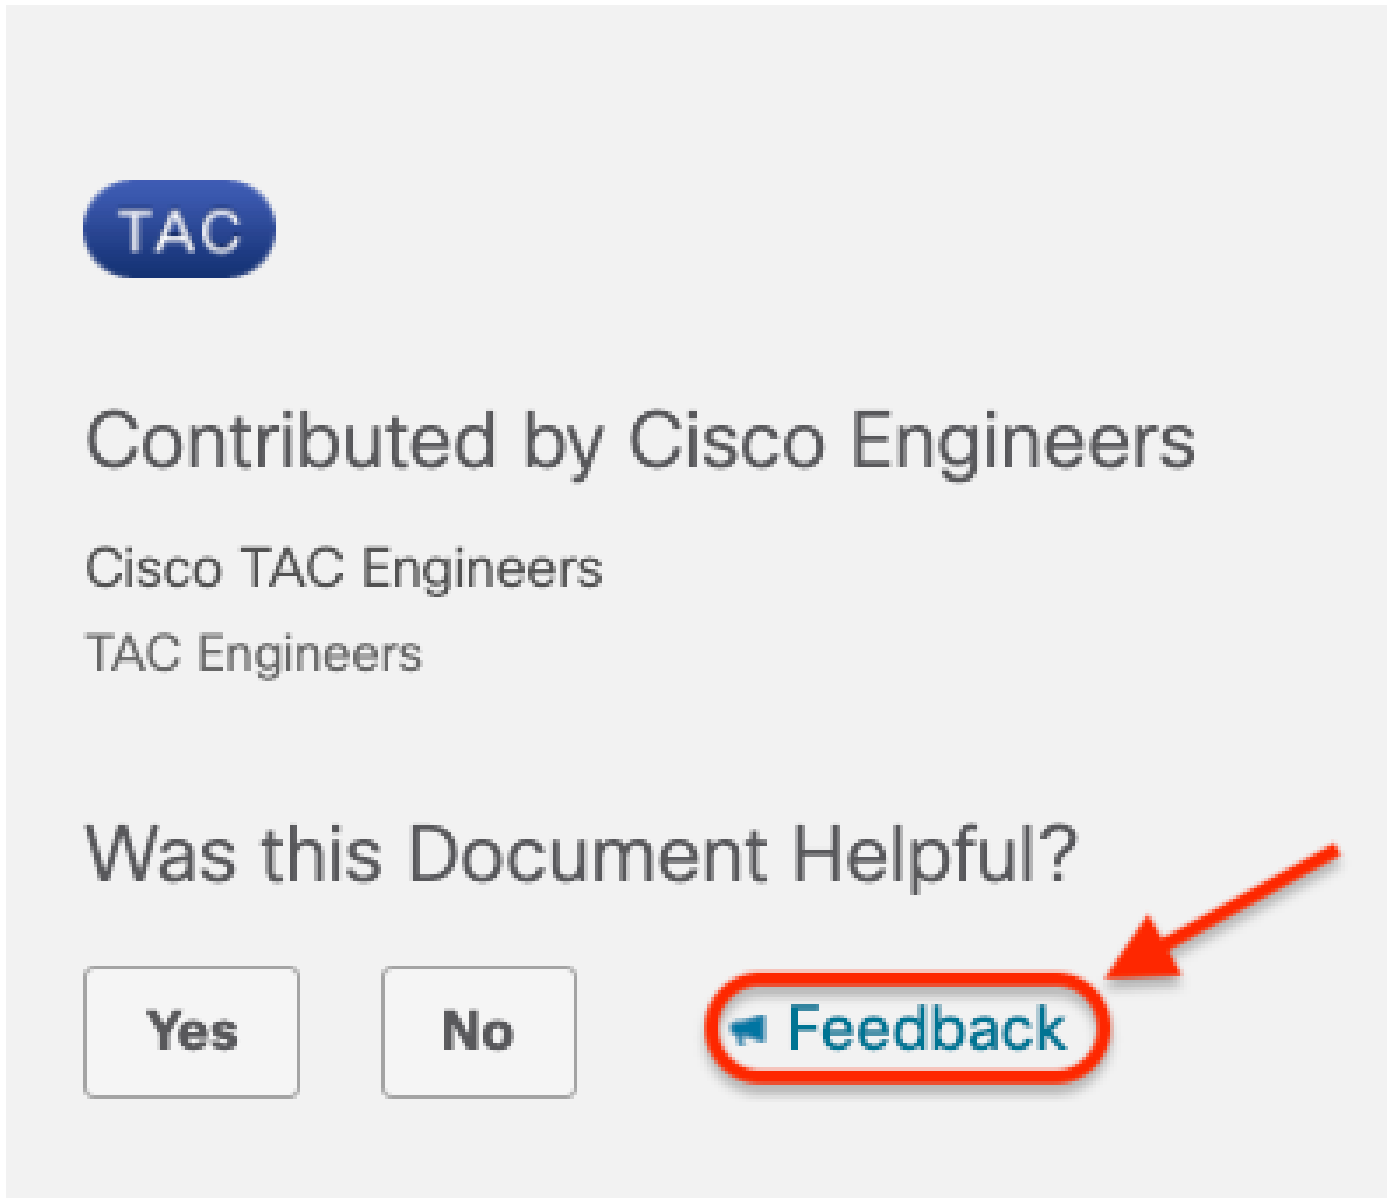 TAC
Contributed by Cisco Engineers
Cisco TAC Engineers
TAC Engineers
Was this Document Helpful?
Yes No Feedback